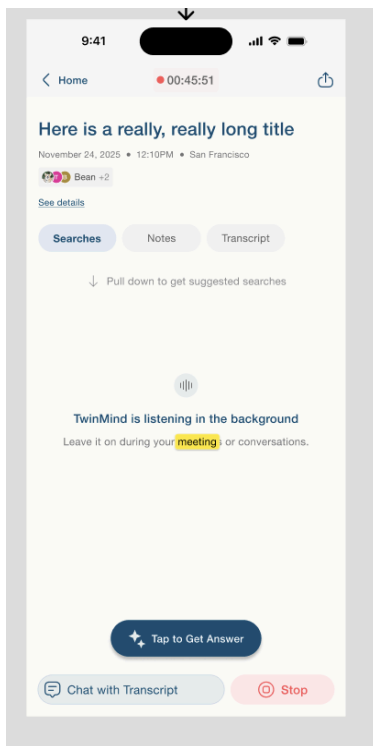 9:41
Home
00:45:51
Here is a really, really long title
November 24, 2025 • 12:10PM • San Francisco
Bean +2
See details
Searches
Notes
Transcript
Pull down to get suggested searches
TwinMind is listening in the background
Leave it on during your meetings or conversations.
Tap to Get Answer
Chat with Transcript
Stop